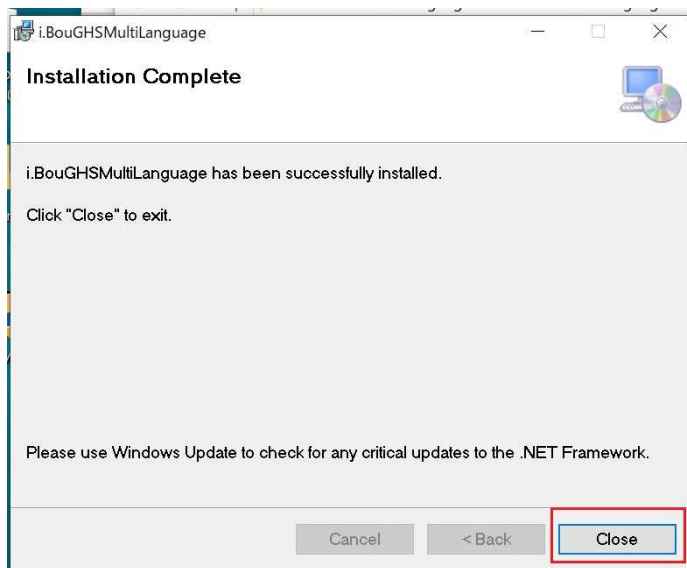 i.BouGHSMultiLanguage
Installation Complete
i.BouGHSMultiLanguage has been successfully installed.
Click "Close" to exit.
Please use Windows Update to check for any critical updates to the .NET Framework.
Cancel
< Back
Close